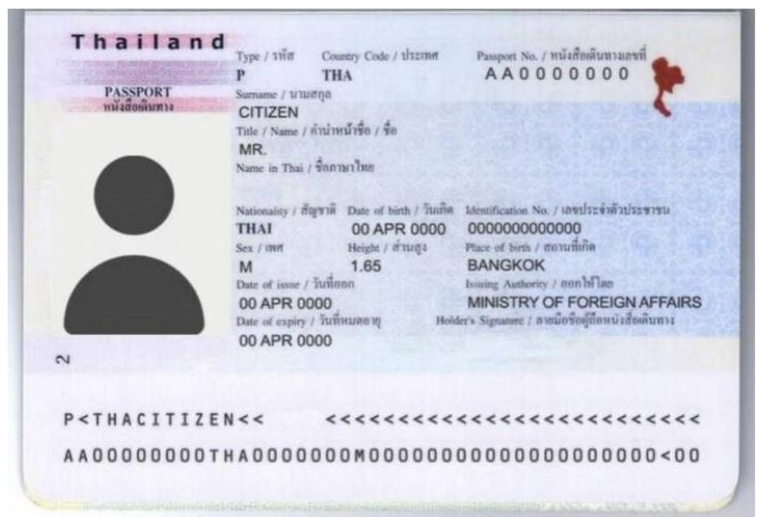 Thailand
PASSPORT
หนังสือเดินทาง
Type / รหัส Country Code / ประเทศ Passport No. / หนังสือเดินทางเลขที่
P THA AA0000000
Surname / นามสกุล
CITIZEN
Title / Name / คำนำหน้าชื่อ / ชื่อ
MR.
Name in Thai / ชื่อภาษาไทย
Nationality / สัญชาติ Date of birth / วันเกิด Identification No. / เลขประจำตัวประชาชน
THAI 00 APR 0000 0000000000000
Sex / เพศ Height / ส่วนสูง Place of birth / สถานที่เกิด
M 1.65 BANGKOK
Date of issue / วันที่ออก Issuing Authority / ออกให้โดย
00 APR 0000 MINISTRY OF FOREIGN AFFAIRS
Date of expiry / วันที่หมดอายุ Holder's Signature / ลายมือชื่อผู้ถือหนังสือเดินทาง
00 APR 0000
2
P<THACITIZEN<< <<<<<<<<<<<<<<<<<<<<<<<<<<
AA00000000THA0000000M0000000000000000000000<00